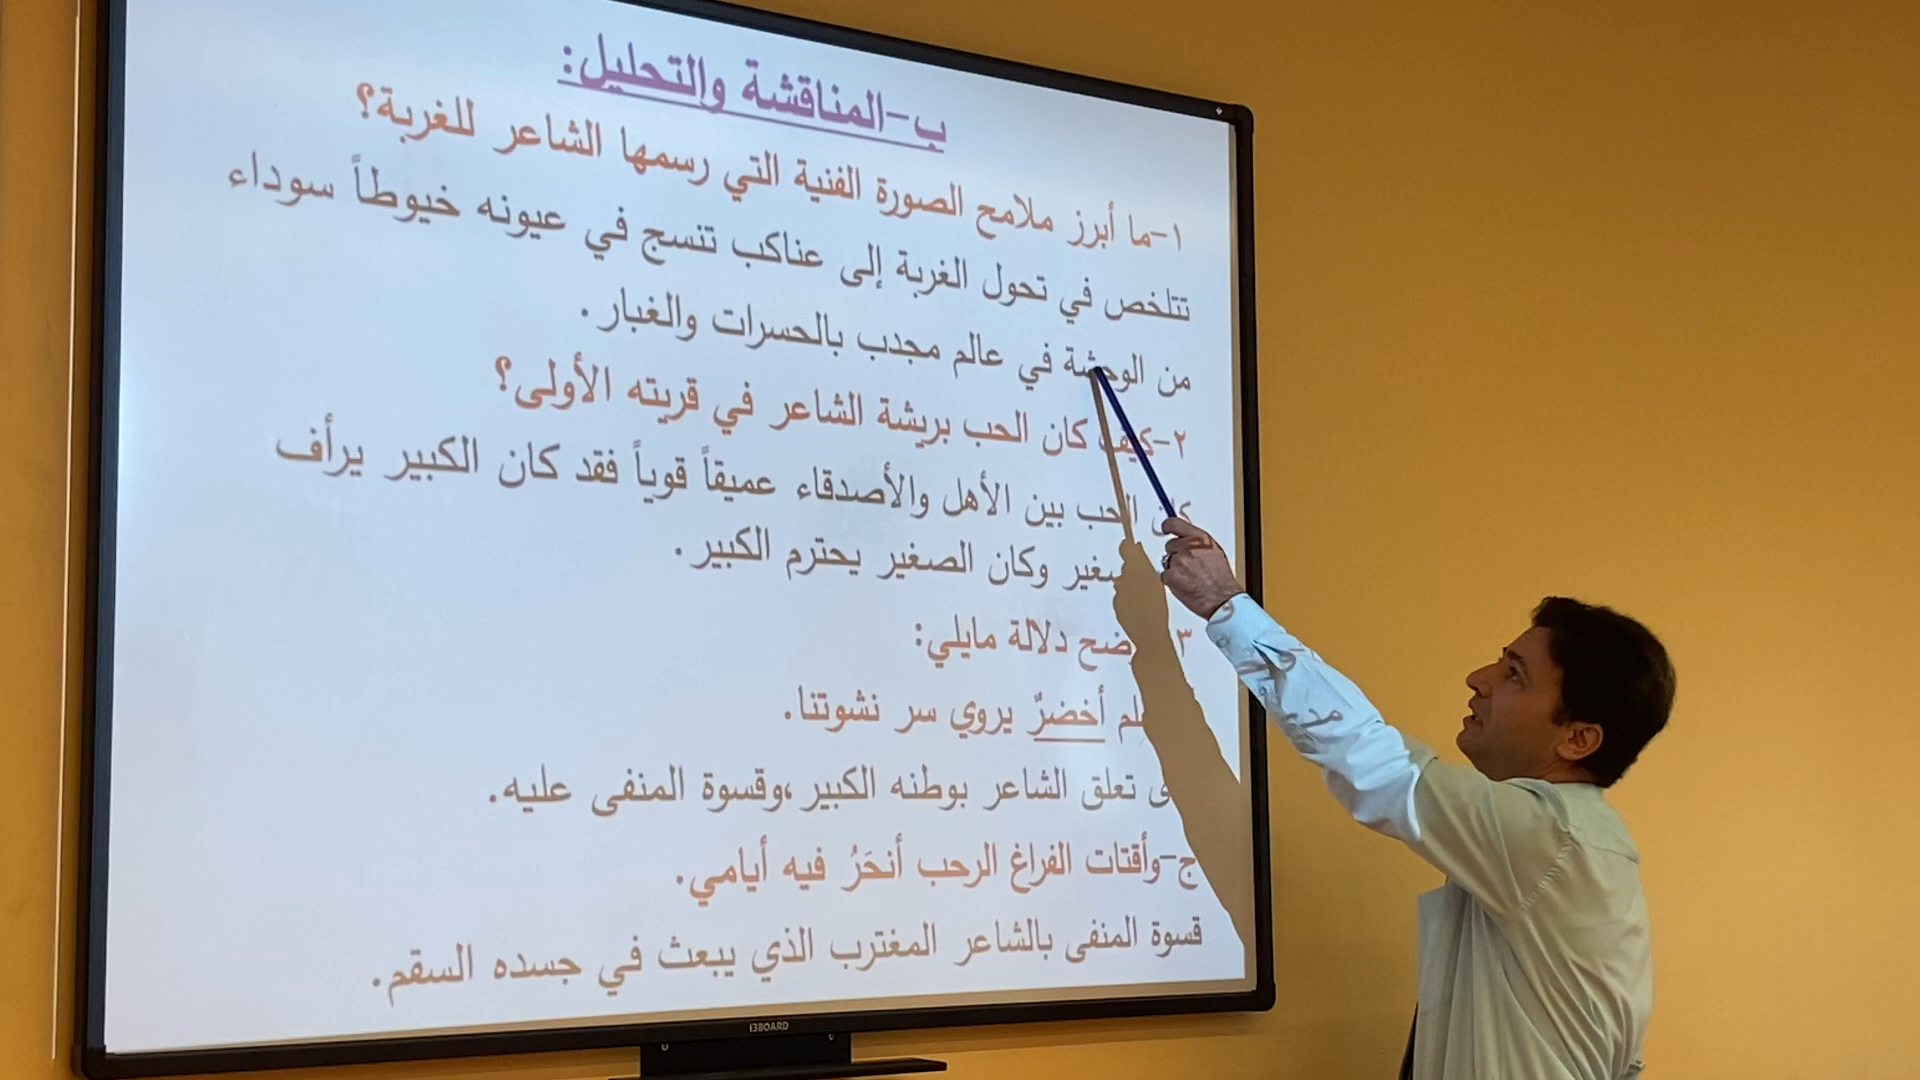 ب-المناقشة والتحليل:
١-ما أبرز ملامح الصورة الفنية التي رسمها الشاعر للغربة؟
تتلخص في تحول الغربة إلى عناكب تنسج في عيونه خيوطاً سوداء
من الوحشة في عالم مجدب بالحسرات والغبار.
٢-كيف كان الحب بريشة الشاعر في قريته الأولى؟
كان الحب بين الأهل والأصدقاء عميقاً قوياً فقد كان الكبير يرأف
وكان الصغير يحترم الكبير.
٣ دلالة مايلي:
أخضرٌ يروي سر نشوتنا.
تعلق الشاعر بوطنه الكبير،وقسوة المنفى عليه.
ج-وأقتات الفراغ الرحب أنحَرُ فيه أيامي.
قسوة المنفى بالشاعر المغترب الذي يبعث في جسده السقم.
i3BOARD